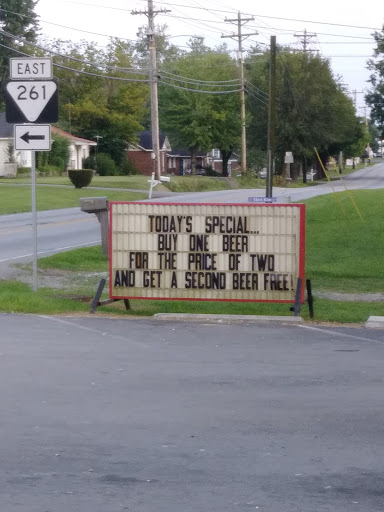 EAST
261
TODAY'S SPECIAL...
BUY ONE BEER
FOR THE PRICE OF TWO
AND GET A SECOND BEER FREE!